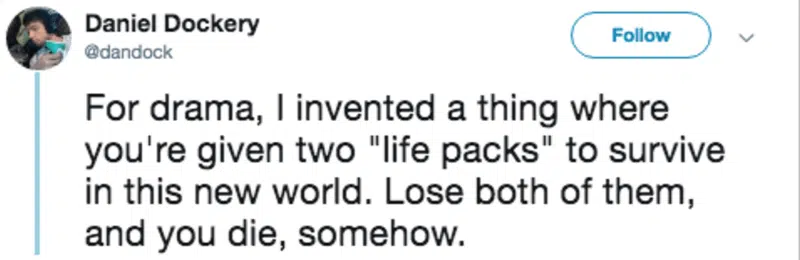 Daniel Dockery
@dandock
Follow
For drama, I invented a thing where
you're given two "life packs" to survive
in this new world. Lose both of them,
and you die, somehow.